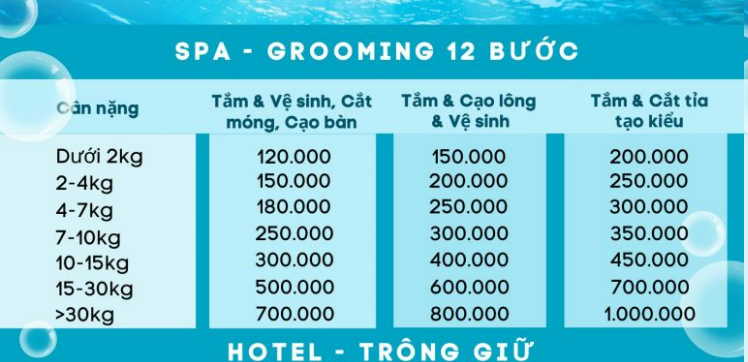 SPA - GROOMING 12 BƯỚC
Cân nặng | Tắm & Vệ sinh, Cắt móng, Cạo bàn | Tắm & Cạo lông & Vệ sinh | Tắm & Cắt tỉa tạo kiểu
Dưới 2kg | 120.000 | 150.000 | 200.000
2-4kg | 150.000 | 200.000 | 250.000
4-7kg | 180.000 | 250.000 | 300.000
7-10kg | 250.000 | 300.000 | 350.000
10-15kg | 300.000 | 400.000 | 450.000
15-30kg | 500.000 | 600.000 | 700.000
>30kg | 700.000 | 800.000 | 1.000.000
HOTEL - TRÔNG GIỮ